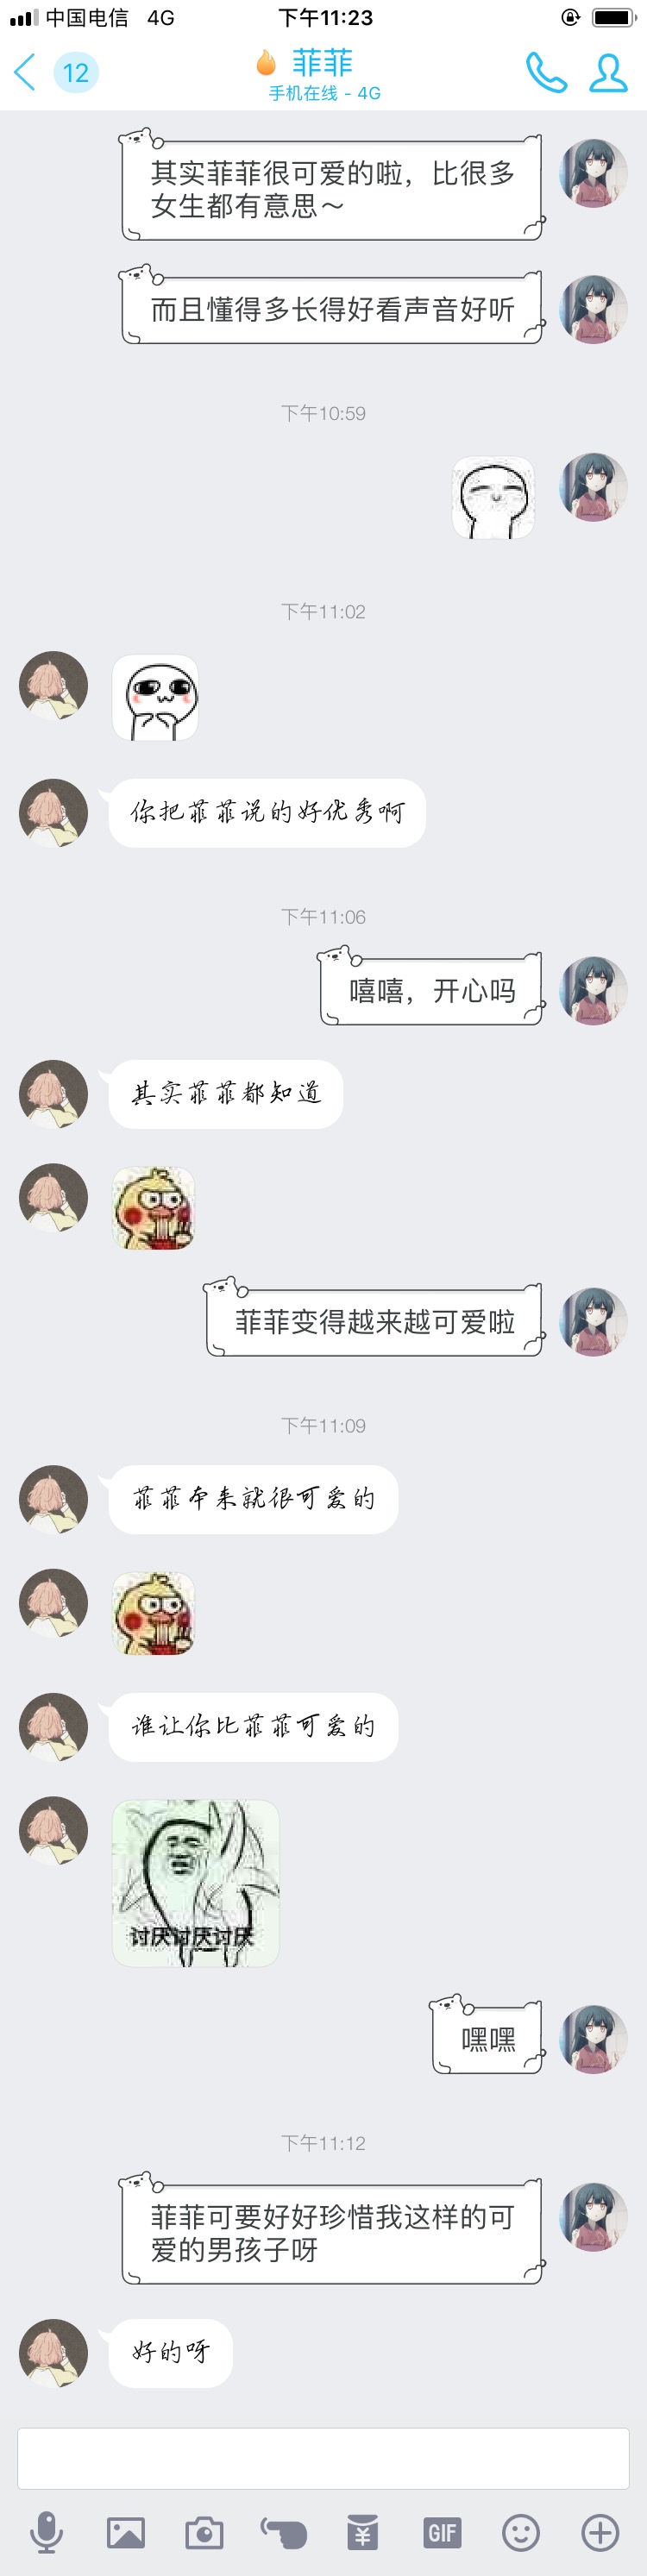 中国电信 4G 下午11:23
12
菲菲
手机在线 - 4G
其实菲菲很可爱的啦，比很多
女生都有意思～
而且懂得多长得好看声音好听
下午10:59
下午11:02
你把菲菲说的好优秀啊
下午11:06
嘻嘻，开心吗
其实菲菲都知道
菲菲变得越来越可爱啦
下午11:09
菲菲本来就很可爱的
谁让你比菲菲可爱的
讨厌讨厌讨厌
嘿嘿
下午11:12
菲菲可要好好珍惜我这样的可
爱的男孩子呀
好的呀
¥
GIF